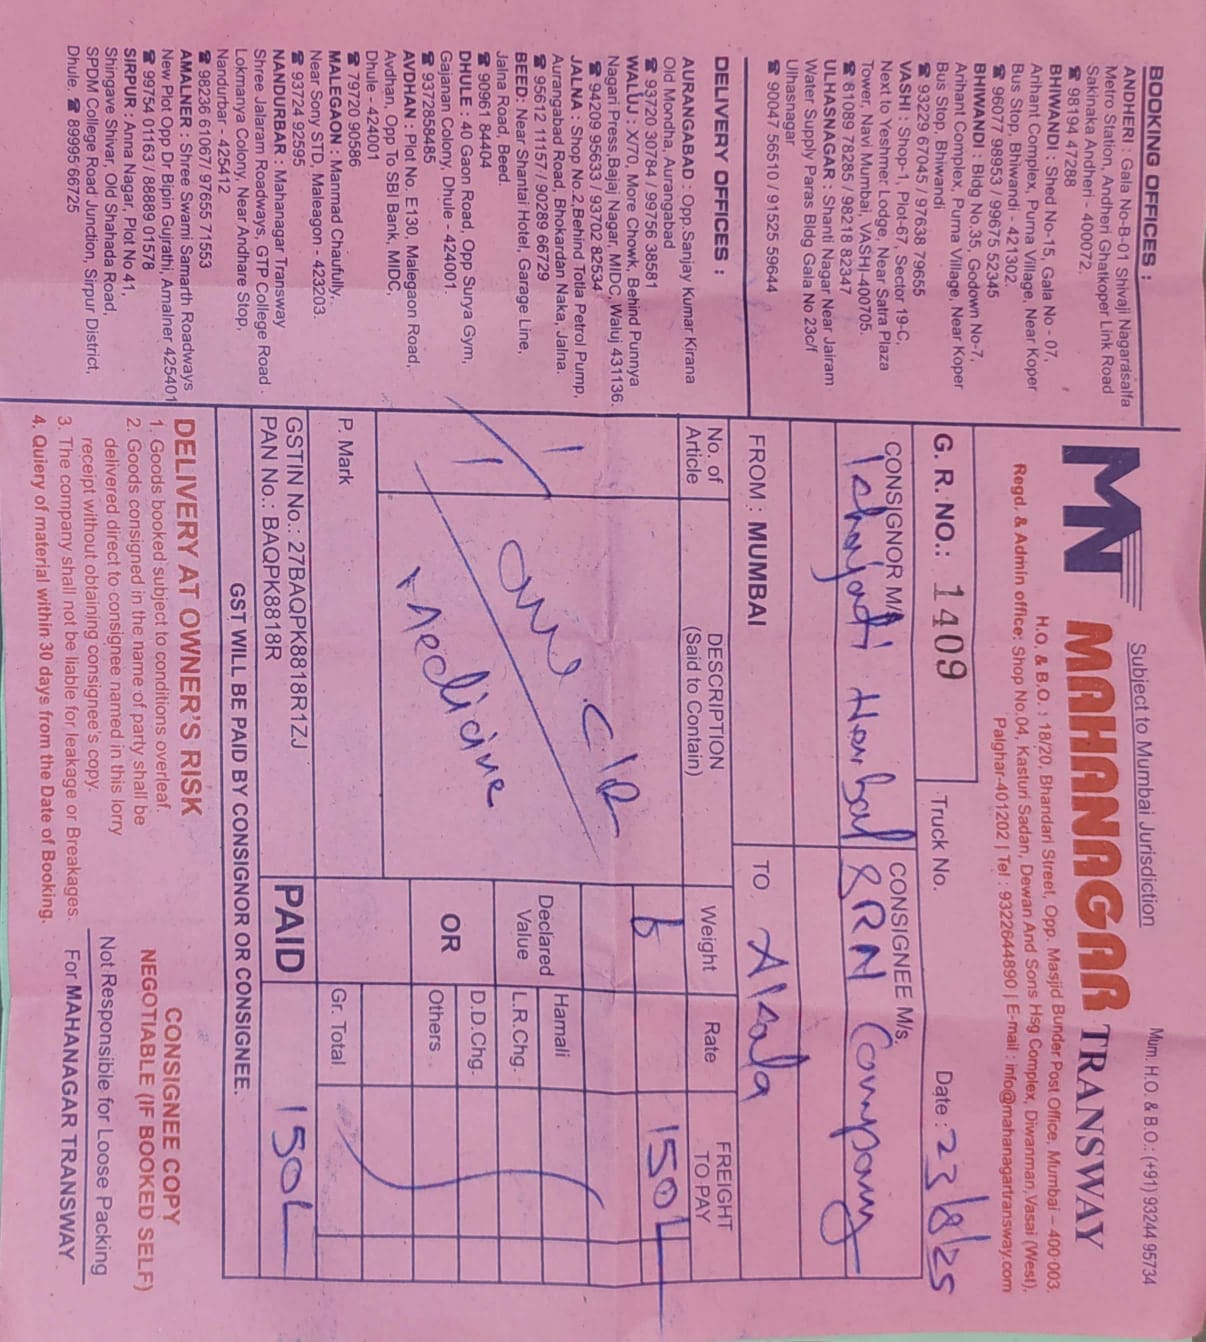 Subject to Mumbai Jurisdiction
Mum. H.O. & B.O.: (+91) 93244 95734
MN MAHANAGAR TRANSWAY
H.O. & B.O. : 18/20, Bhandari Street, Opp. Masjid Bunder Post Office, Mumbai – 400 003.
Regd. & Admin office: Shop No.04, Kasturi Sadan, Dewan And Sons Hsg Complex, Diwanman, Vasai (West),
Palghar-401202 | Tel : 9322644890 | E-mail : info@mahanagartransway.com
BOOKING OFFICES :
ANDHERI : Gala No-B-01 Shivaji Nagarasalfa
Metro Station, Andheri Ghatkoper Link Road
Sakinaka Andheri - 400072.
☎ 98194 47288
BHIWANDI : Shed No-15, Gala No - 07,
Arihant Complex, Purna Village, Near Koper
Bus Stop, Bhiwandi - 421302.
☎ 96077 98953 / 99675 52345
BHIWANDI : Bldg No.35, Godown No-7,
Arihant Complex, Purna Village, Near Koper
Bus Stop, Bhiwandi
☎ 93229 67045 / 97638 79655
VASHI : Shop-1, Plot-67, Sector 19-C,
Next to Yeshmer Lodge, Near Satra Plaza
Tower, Navi Mumbai, VASHI-400705.
☎ 61089 78285 / 98218 82347
ULHASNAGAR : Shanti Nagar Near Jairam
Water Supply Paras Bldg Gala No 23c/f
Ulhasnagar
☎ 90047 56510 / 91525 59644
DELIVERY OFFICES :
AURANGABAD : Opp.Sanjay Kumar Kirana
Old Mondha, Aurangabad
☎ 93720 30784 / 99756 38581
WALUJ : X/70, More Chowk, Behind Punnya
Nagari Press,Bajaj Nagar, MIDC, Waluj 431136.
☎ 94209 95633 / 93702 82534
JALNA : Shop No.2,Behind Totla Petrol Pump,
Aurangabad Road, Bhokardan Naka, Jalna.
☎ 95612 11157 / 90289 66729
BEED: Near Shantai Hotel, Garage Line,
Jalna Road, Beed.
☎ 90961 84404
DHULE : 40 Gaon Road, Opp Surya Gym,
Gajanan Colony, Dhule - 424001.
☎ 9372858485
AVDHAN : Plot No. E130, Malegaon Road,
Avdhan, Opp To SBI Bank, MIDC,
Dhule - 424001
☎ 79720 90586
MALEGAON : Manmad Chaufully,
Near Sony STD, Maleagon - 423203.
☎ 93724 92595
NANDURBAR : Mahanagar Transway
Shree Jalaram Roadways, GTP College Road
Lokmanya Colony, Near Andhare Stop,
Nandurbar - 425412
☎ 98236 61067/ 97655 71553
AMALNER : Shree Swami Samarth Roadways
New Plot Opp Dr Bipin Gujrathi, Amalner 425401
☎ 99754 01163 / 88889 01578
SIRPUR : Anna Nagar, Plot No 41,
Shingave Shivar, Old Shahada Road,
SPDM College Road Junction, Sirpur District,
Dhule. ☎ 89995 66725
G. R. NO.: 1409
Truck No.
Date : 23/8/25
CONSIGNOR M/s.
CONSIGNEE M/s.
Herbal
RRN Company
FROM : MUMBAI
TO Akola
No. of Article
DESCRIPTION (Said to Contain)
Weight
Rate
FREIGHT TO PAY
1
One C/B
Medicine
150/-
Declared Value
OR
Hamali
L.R.Chg.
D.D.Chg.
Others
P. Mark
Gr. Total
GSTIN No.: 27BAQPK8818R1ZJ
PAN No.: BAQPK8818R
PAID
150/-
GST WILL BE PAID BY CONSIGNOR OR CONSIGNEE.
DELIVERY AT OWNER'S RISK
1. Goods booked subject to conditions overleaf.
2. Goods consigned in the name of party shall be
delivered direct to consignee named in this lorry
receipt without obtaining consignee's copy.
3. The company shall not be liable for leakage or Breakages.
4. Quiery of material within 30 days from the Date of Booking.
CONSIGNEE COPY
NEGOTIABLE (IF BOOKED SELF)
Not Responsible for Loose Packing
For MAHANAGAR TRANSWAY